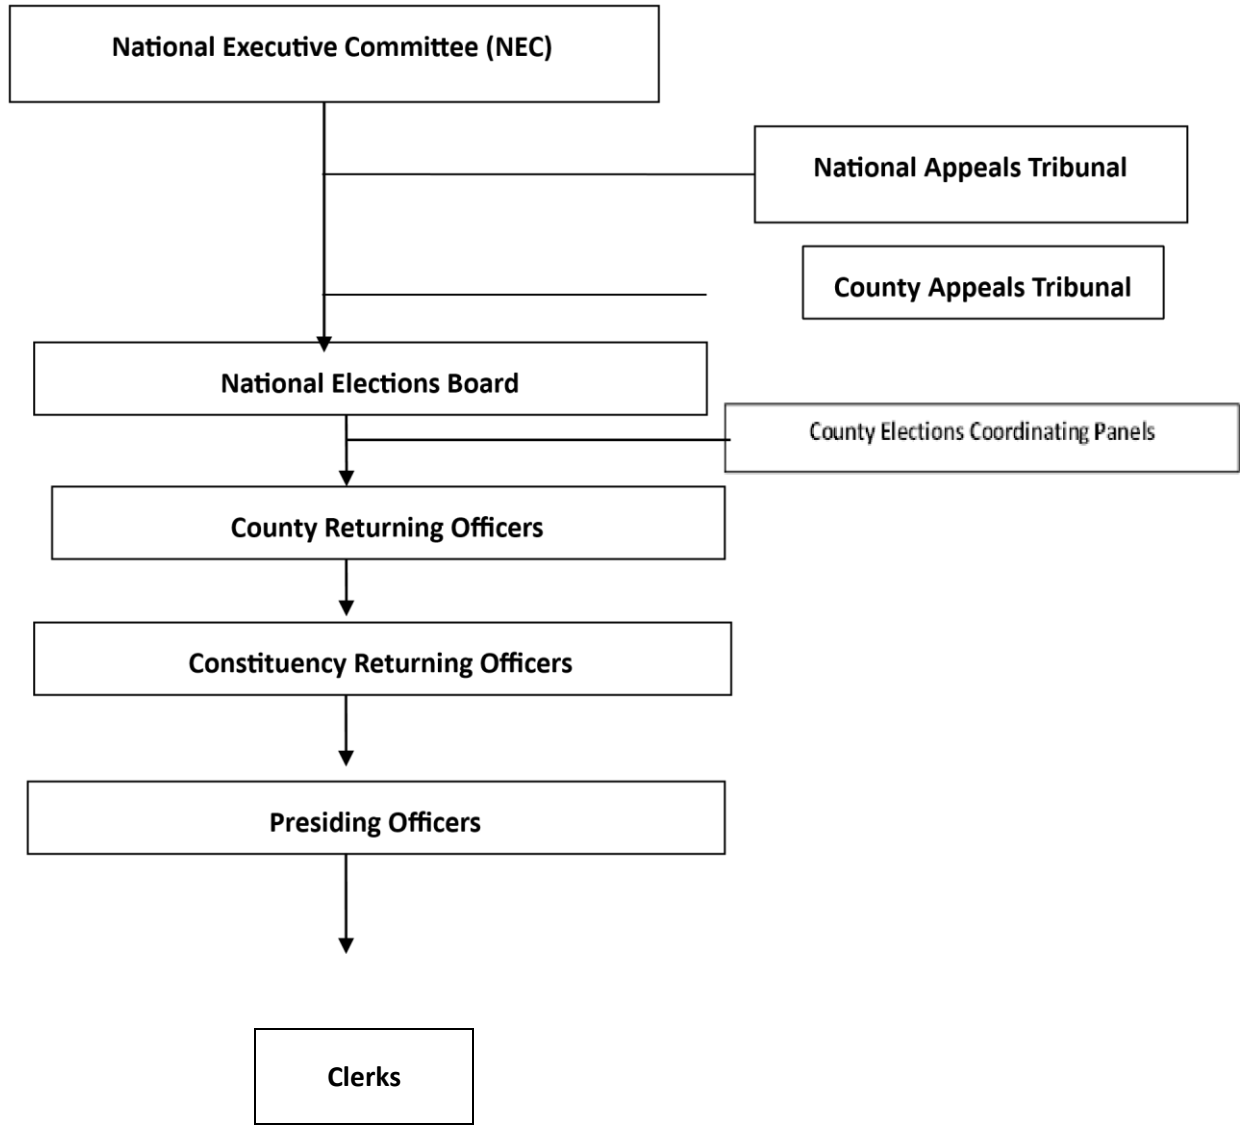 National Executive Committee (NEC)
National Appeals Tribunal
County Appeals Tribunal
National Elections Board
County Elections Coordinating Panels
County Returning Officers
Constituency Returning Officers
Presiding Officers
Clerks